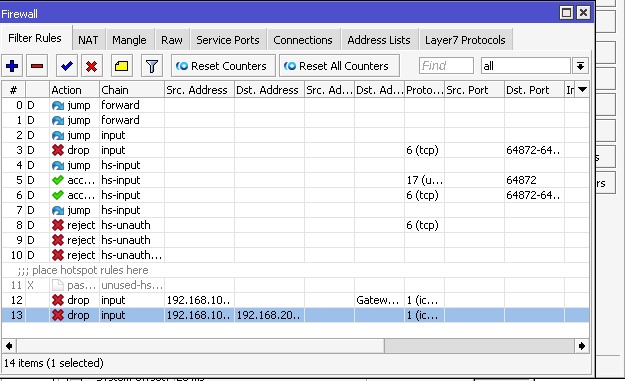 Firewall
Filter Rules NAT Mangle Raw Service Ports Connections Address Lists Layer7 Protocols
Reset Counters Reset All Counters Find all
# Action Chain Src. Address Dst. Address Src. Ad... Dst. Ad... Proto... Src. Port Dst. Port In
0 D jump forward
1 D jump forward
2 D jump input
3 D drop input 6 (tcp) 64872-64...
4 D jump hs-input
5 D acc... hs-input 17 (u... 64872
6 D acc... hs-input 6 (tcp) 64872-64...
7 D jump hs-input
8 D reject hs-unauth 6 (tcp)
9 D reject hs-unauth
10 D reject hs-unauth...
;;; place hotspot rules here
11 X pas... unused-hs...
12 drop input 192.168.10... Gatew... 1 (ic...
13 drop input 192.168.10... 192.168.20... 1 (ic...
14 items (1 selected)